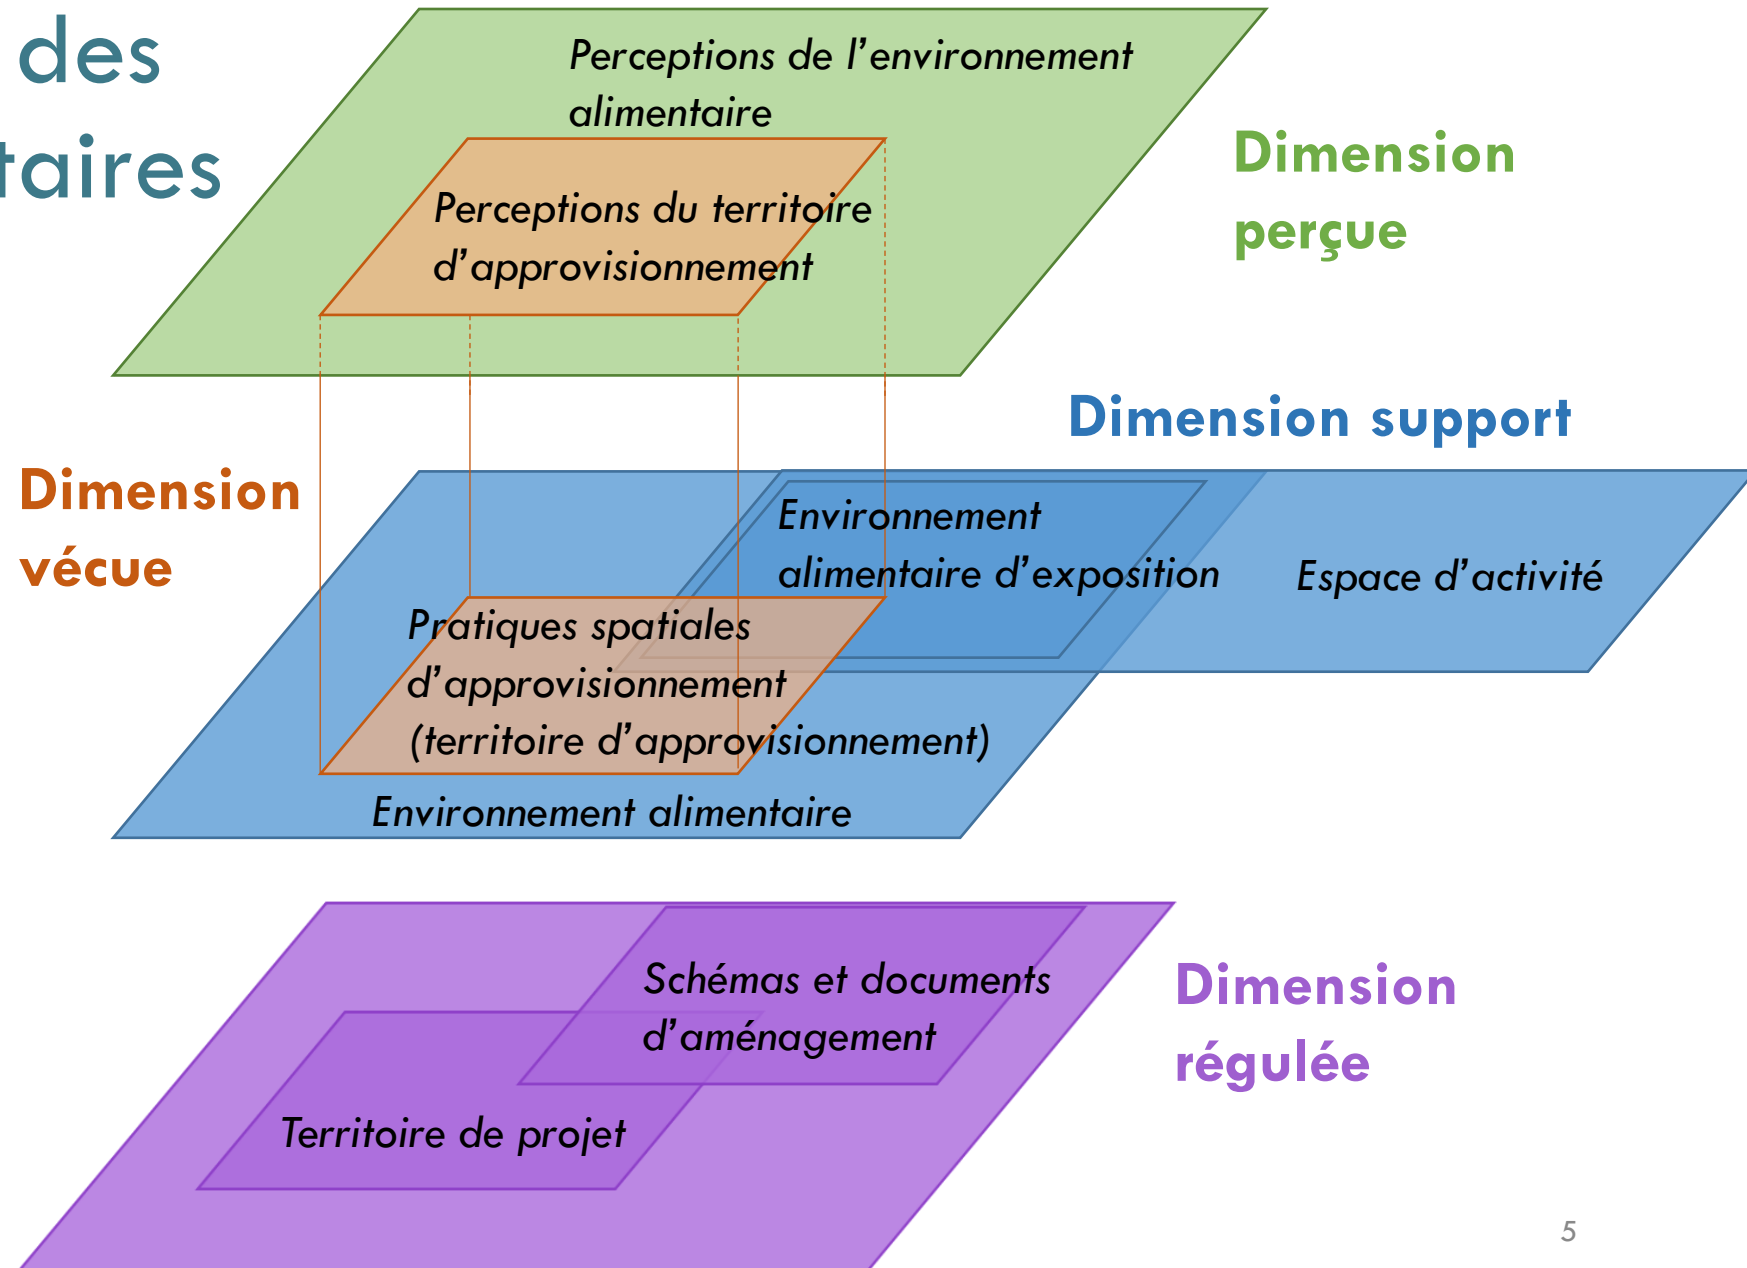 des
taires
Perceptions de l’environnement
alimentaire
Perceptions du territoire
d’approvisionnement
Dimension
perçue
Dimension support
Dimension
vécue
Environnement
alimentaire d’exposition
Espace d’activité
Pratiques spatiales
d’approvisionnement
(territoire d’approvisionnement)
Environnement alimentaire
Schémas et documents
d’aménagement
Territoire de projet
Dimension
régulée
5